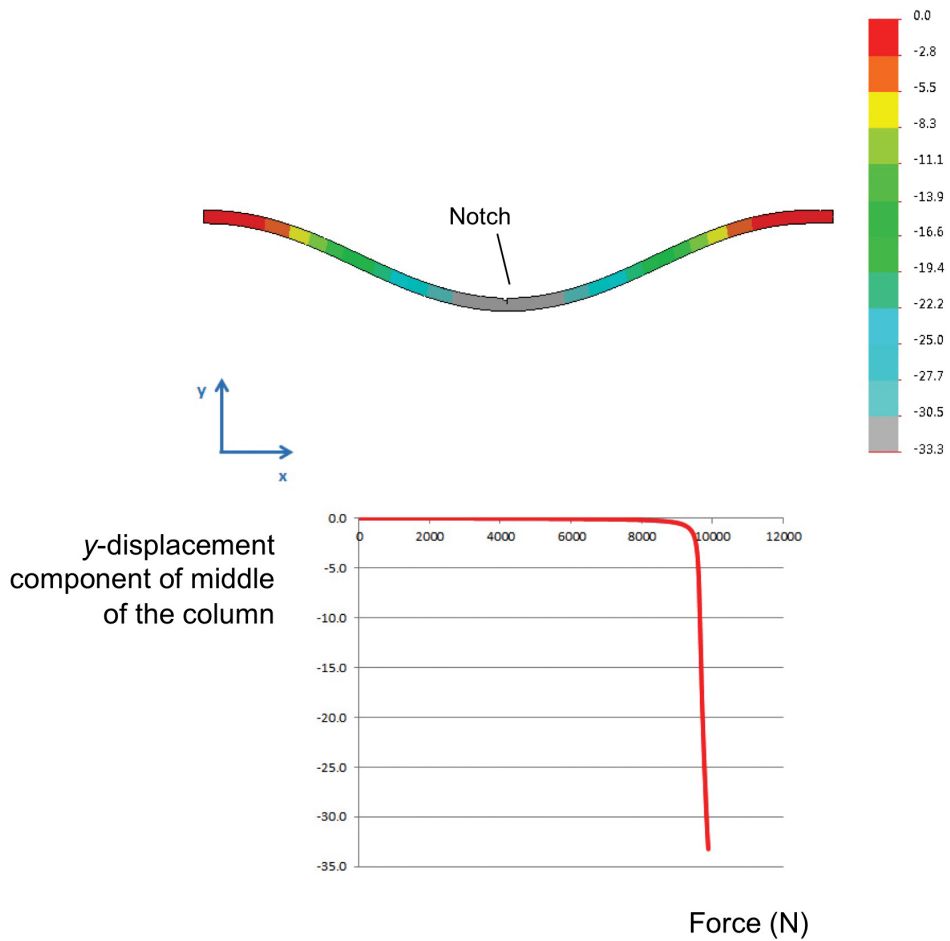 0.0
-2.8
-5.5
-8.3
-11.1
-13.9
-16.6
-19.4
-22.2
-25.0
-27.7
-30.5
-33.3
Notch
y
x
y-displacement
component of middle
of the column
0.0
0 2000 4000 6000 8000 10000 12000
-5.0
-10.0
-15.0
-20.0
-25.0
-30.0
-35.0
Force (N)